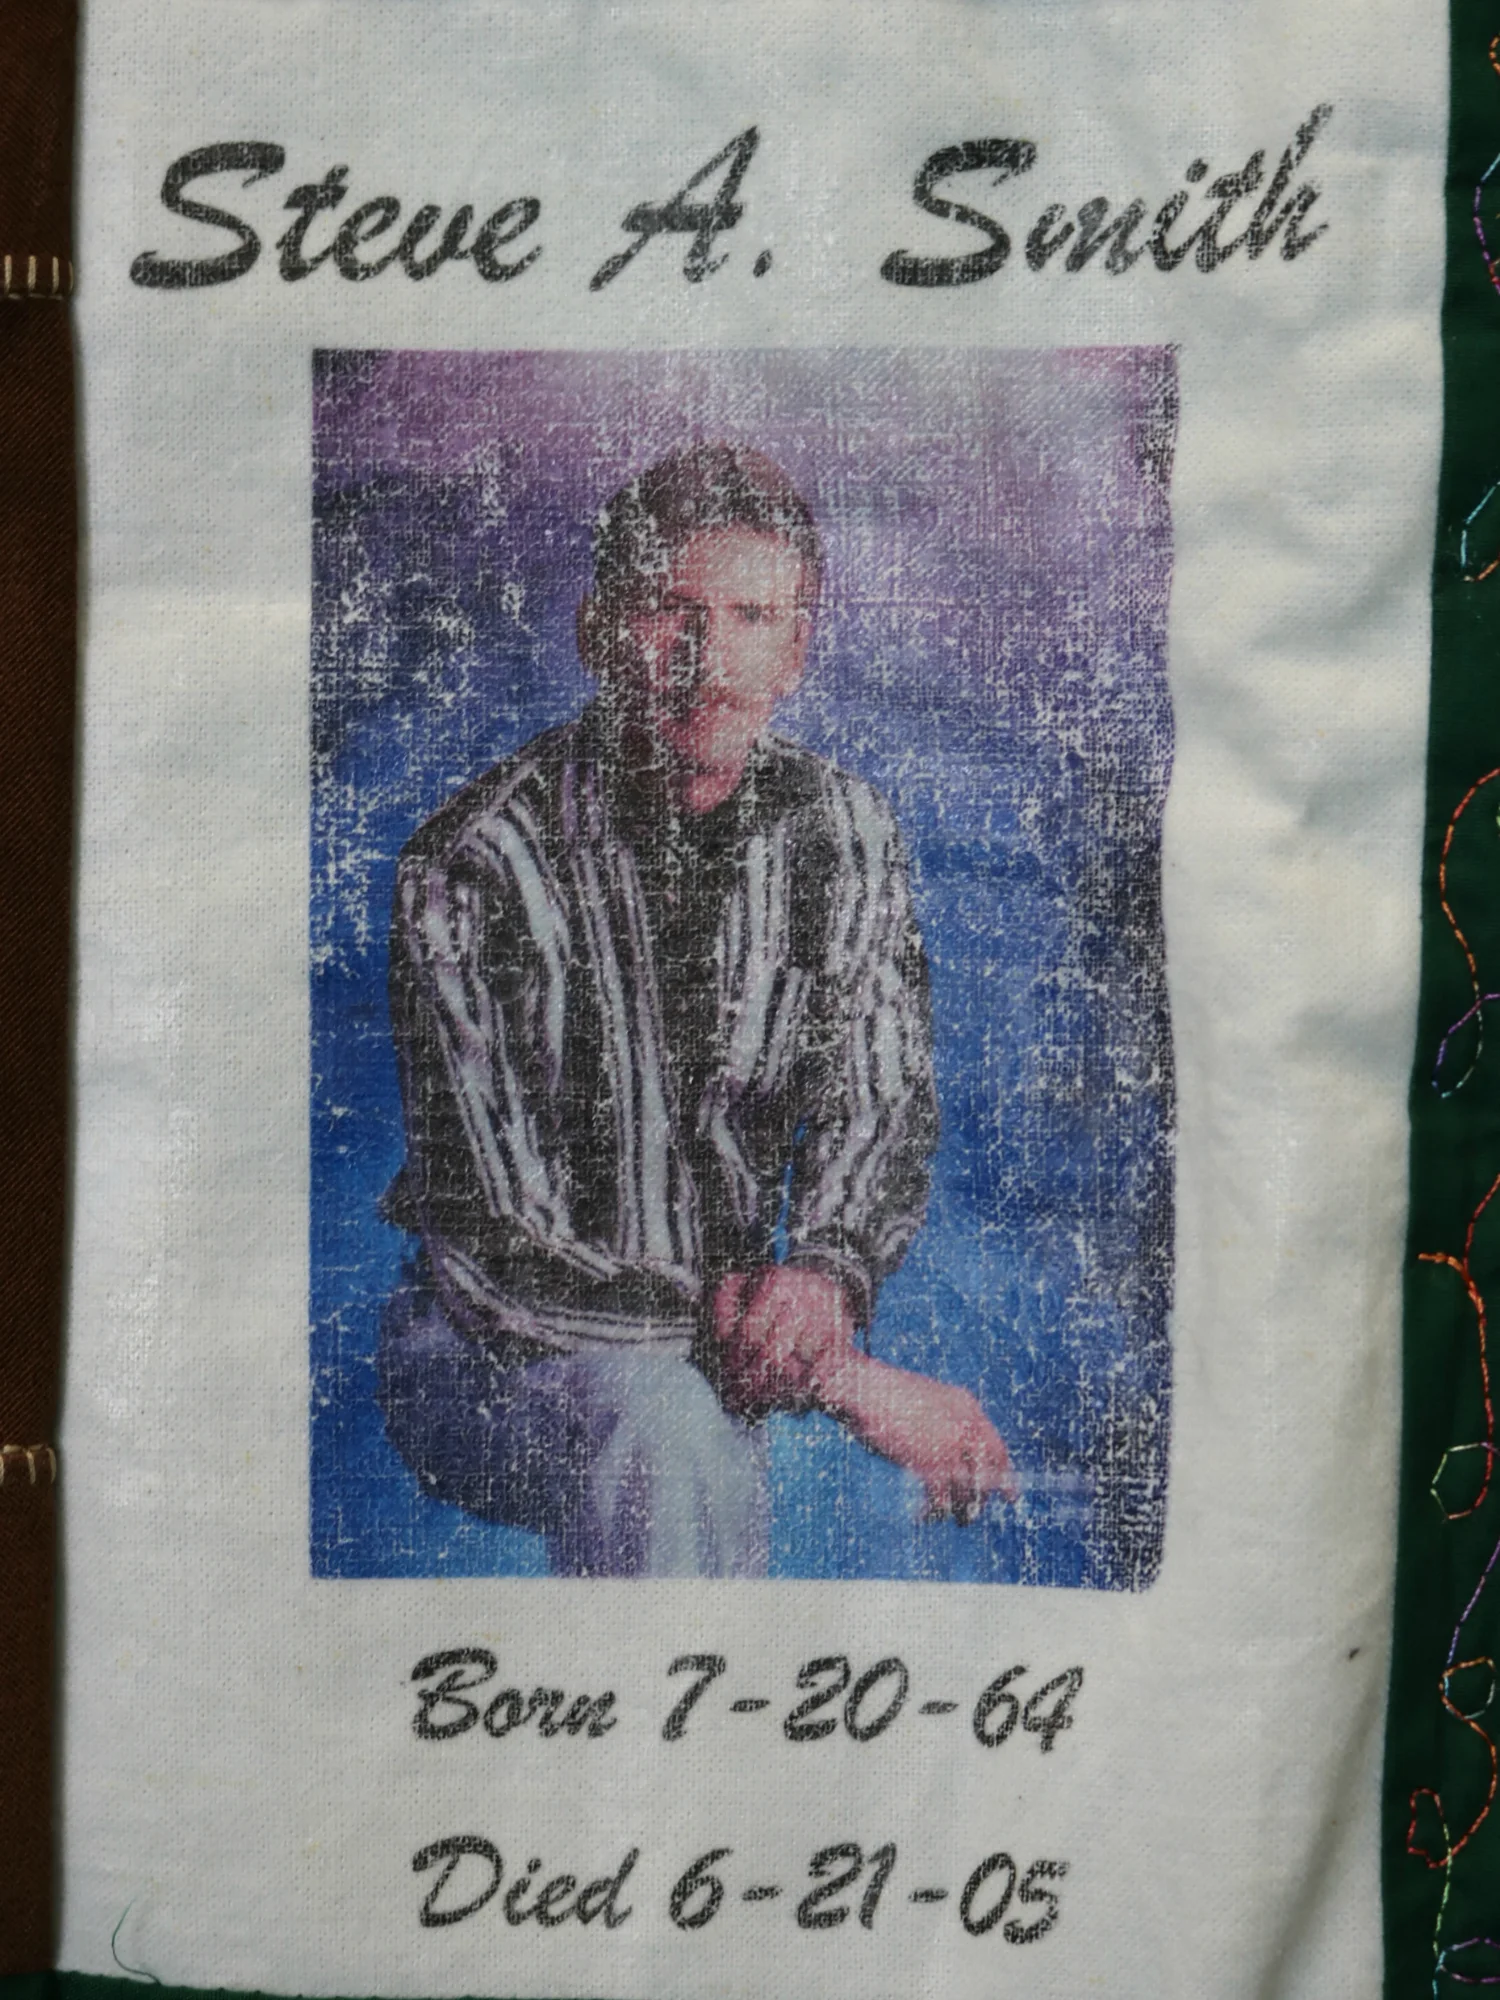 Steve A. Smith
Born 7-20-64
Died 6-21-05